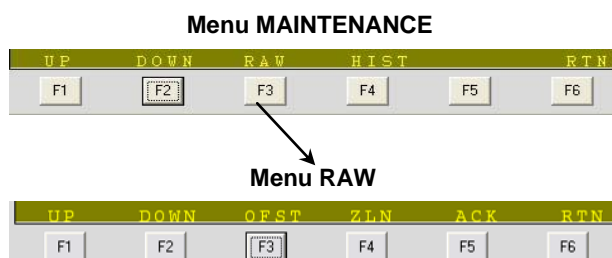 Menu MAINTENANCE
UP DOWN RAW HIST RTN
F1 F2 F3 F4 F5 F6
Menu RAW
UP DOWN OFST ZLN ACK RTN
F1 F2 F3 F4 F5 F6